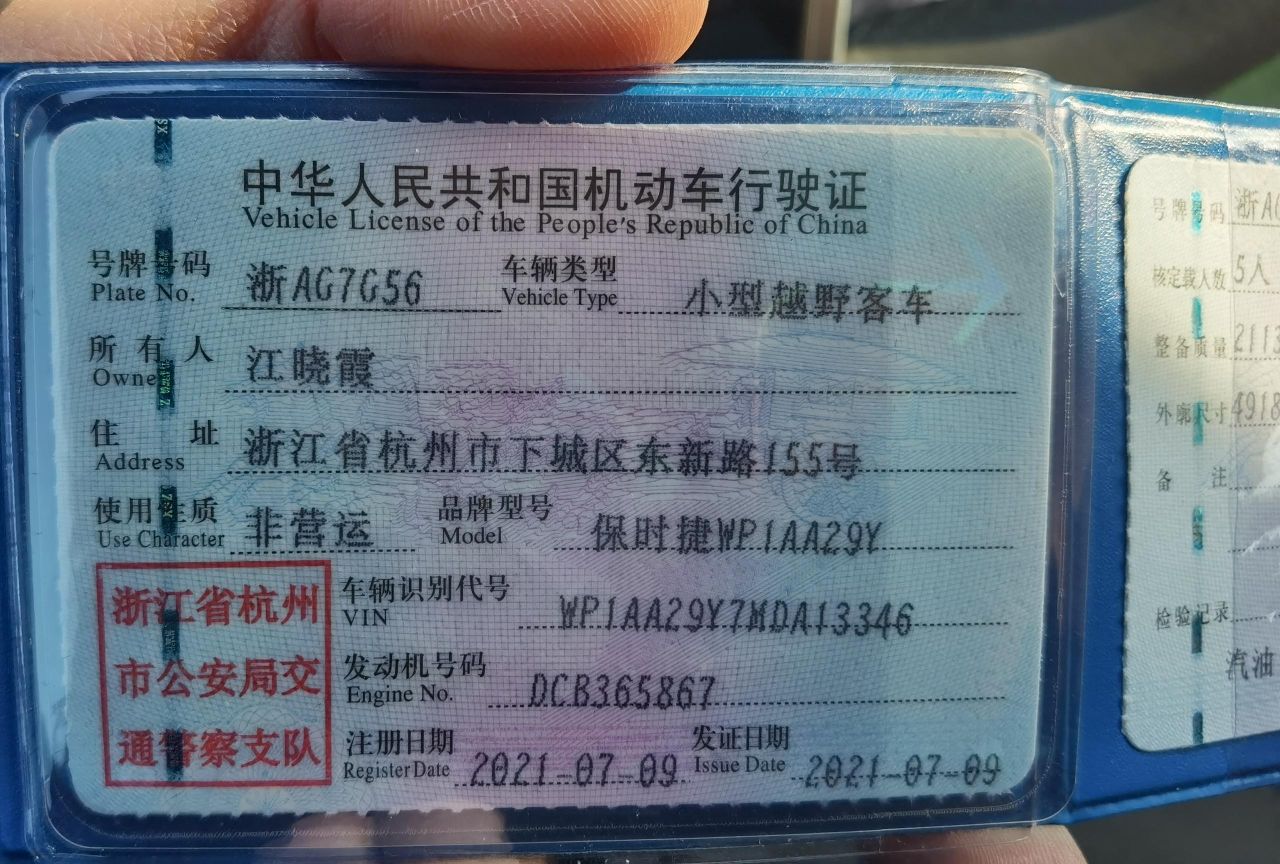 中华人民共和国机动车行驶证
Vehicle License of the People's Republic of China
号牌号码 浙AG7G56 车辆类型 小型越野客车
Plate No. Vehicle Type
所有人 江晓霞
Owner
住址 浙江省杭州市下城区东新路155号
Address
使用性质 非营运 品牌型号 保时捷WP1AA29Y
Use Character Model
浙江省杭州
市公安局交
通警察支队
车辆识别代号 WP1AA29Y7MDA13346
VIN
发动机号码 DCB365867
Engine No.
注册日期 2021-07-09 发证日期 2021-07-09
Register Date Issue Date
号牌号码 浙AG
核定载人数 5人
整备质量 2113
外廓尺寸 4918
备注
检验记录
汽油